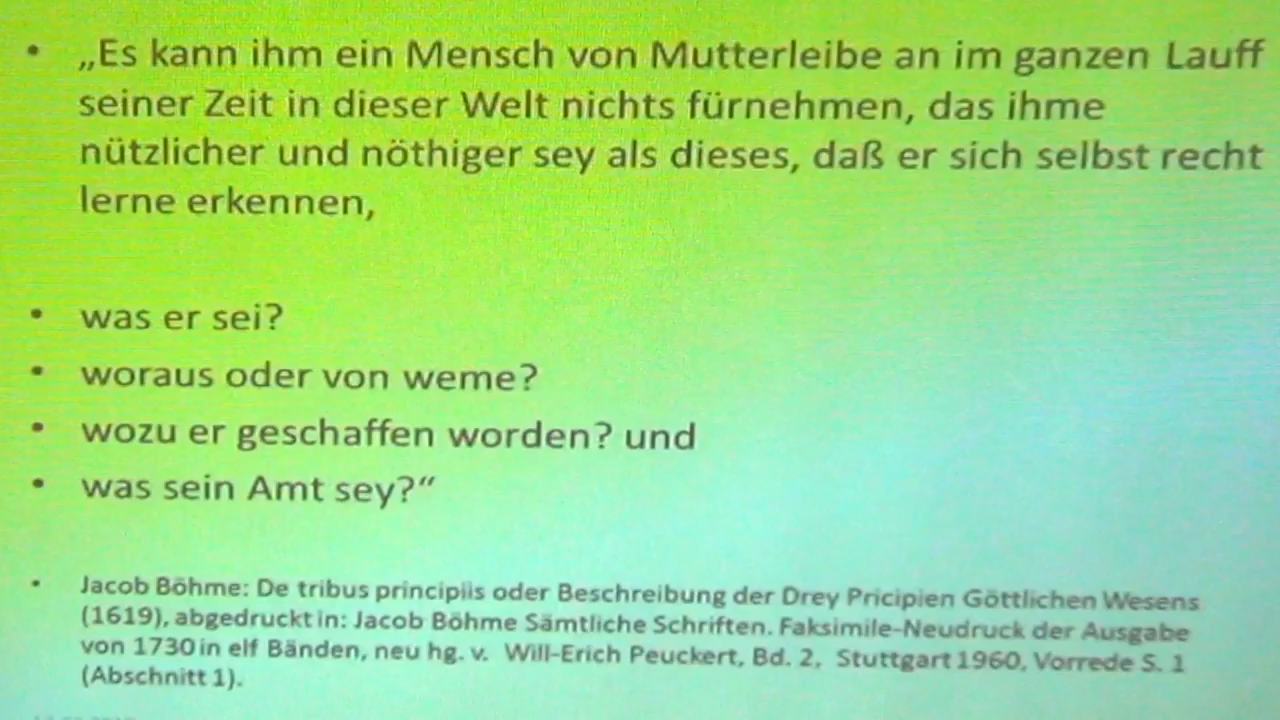 • „Es kann ihm ein Mensch von Mutterleibe an im ganzen Lauff
seiner Zeit in dieser Welt nichts fürnehmen, das ihme
nützlicher und nöthiger sey als dieses, daß er sich selbst recht
lerne erkennen,
• was er sei?
• woraus oder von weme?
• wozu er geschaffen worden? und
• was sein Amt sey?“
• Jacob Böhme: De tribus principiis oder Beschreibung der Drey Pricipien Göttlichen Wesens
(1619), abgedruckt in: Jacob Böhme Sämtliche Schriften. Faksimile-Neudruck der Ausgabe
von 1730 in elf Bänden, neu hg. v. Will-Erich Peuckert, Bd. 2, Stuttgart 1960, Vorrede S. 1
(Abschnitt 1).